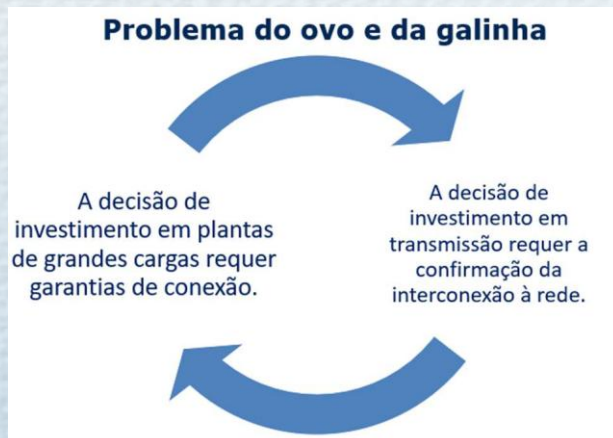 Problema do ovo e da galinha
A decisão de
investimento em plantas
de grandes cargas requer
garantias de conexão.
A decisão de
investimento em
transmissão requer a
confirmação da
interconexão à rede.